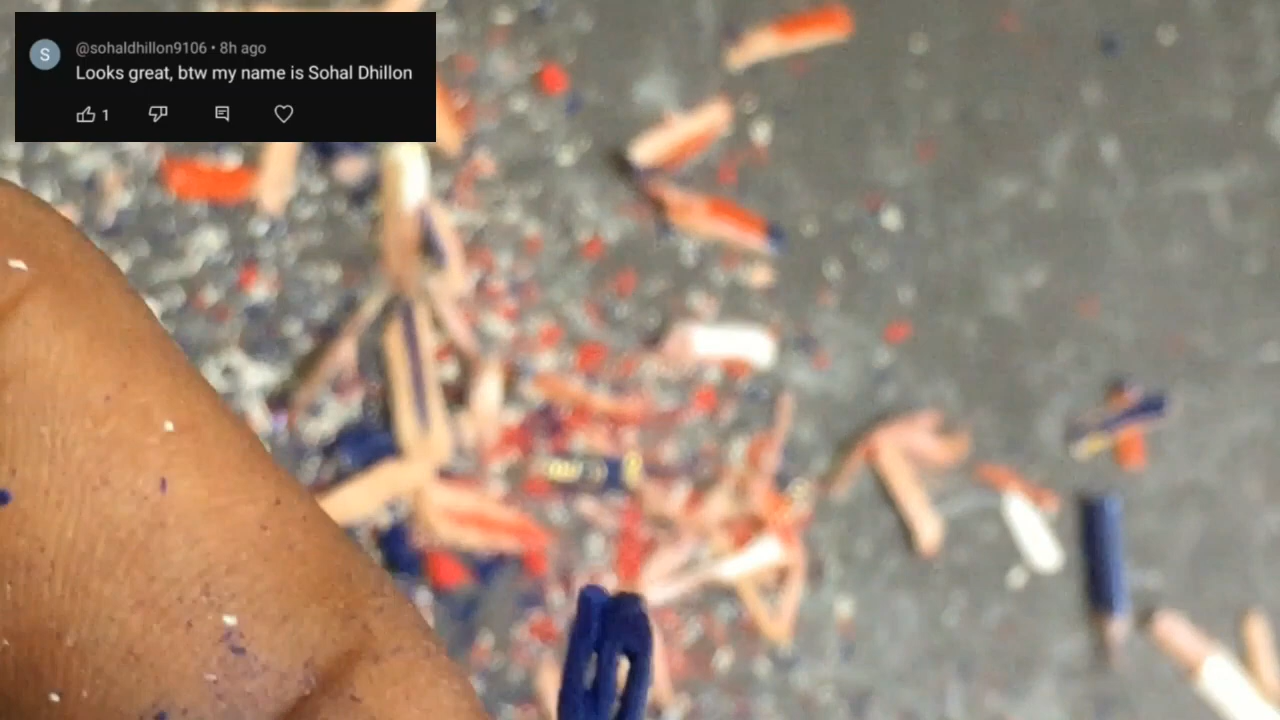 @sohaldhillon9106 • 8h ago
Looks great, btw my name is Sohal Dhillon
1